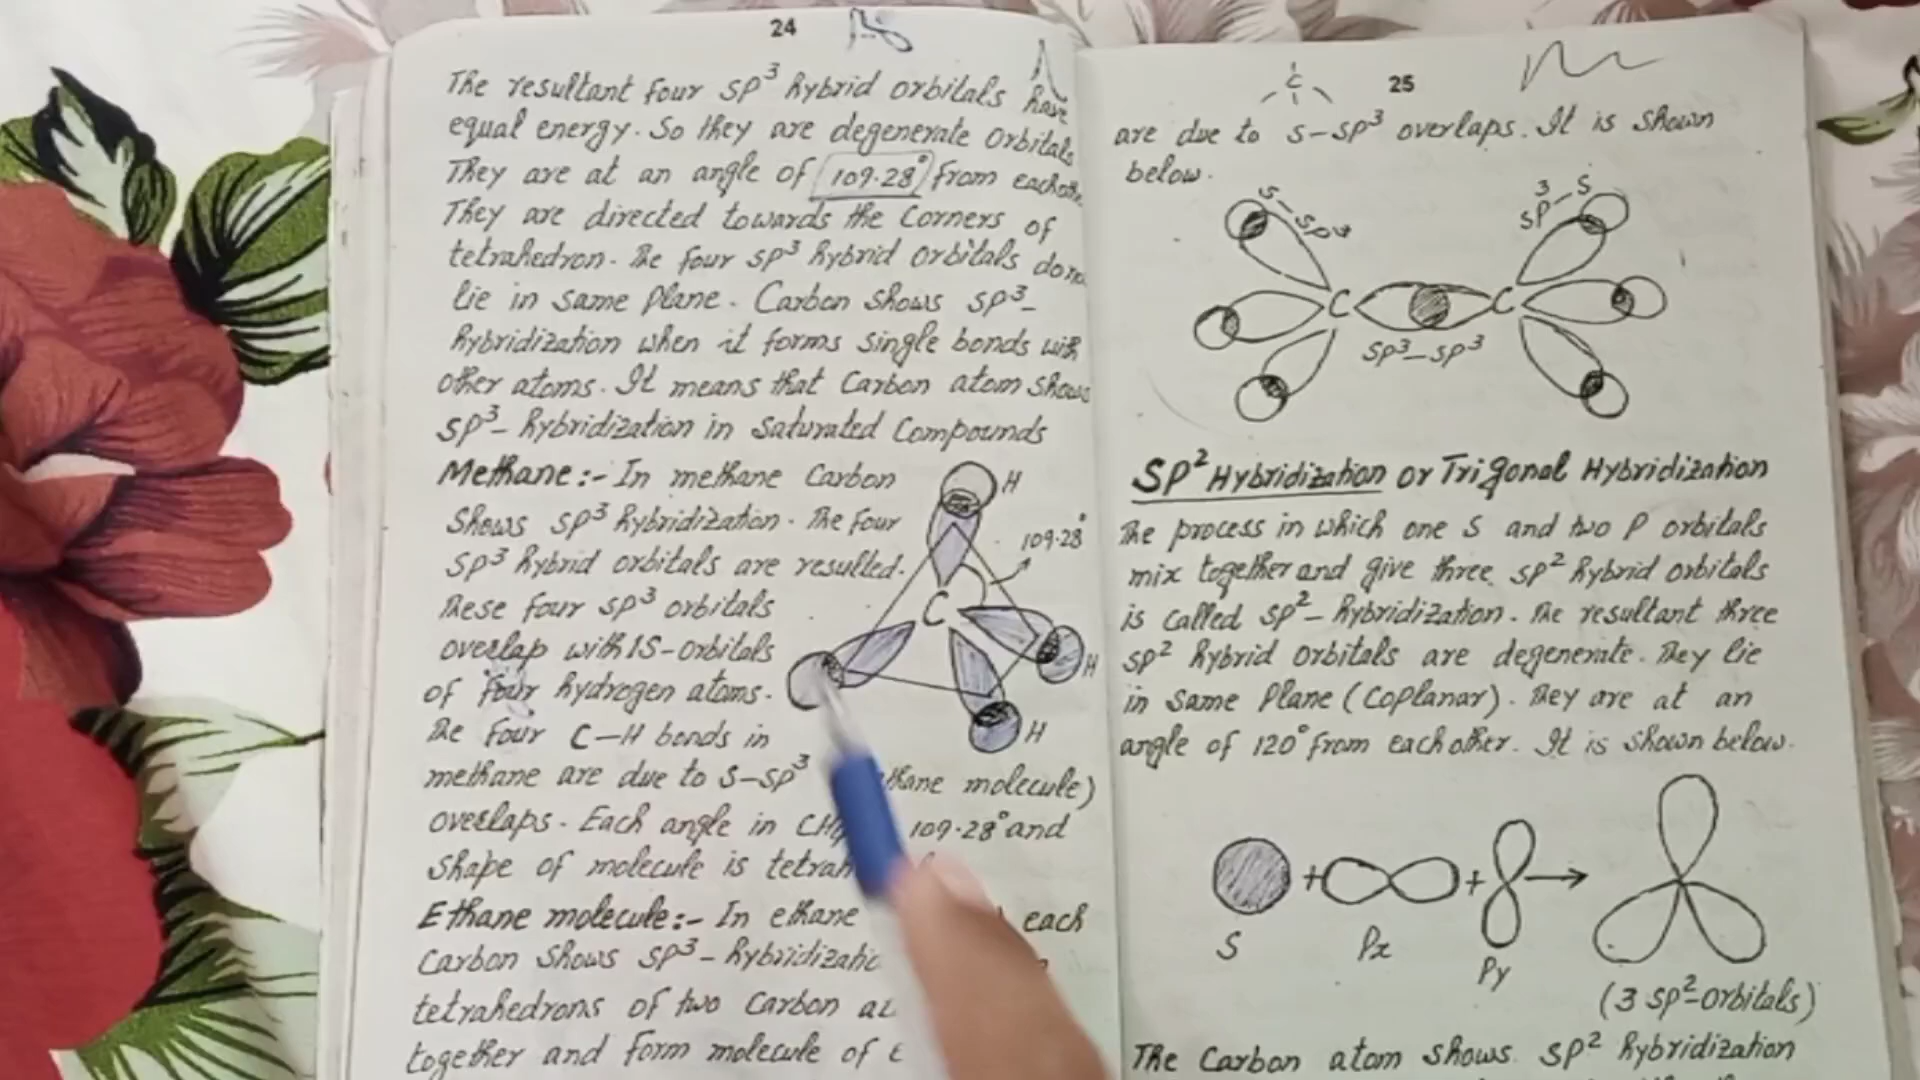 24
The resultant four SP³ hybrid orbitals have
equal energy. So they are degenerate Orbitals
They are at an angle of 109.28° from each
They are directed towards the Corners of
tetrahedron. The four SP³ hybrid Orbitals
lie in same Plane. Carbon shows SP³-
hybridization when it forms single bonds with
other atoms. It means that Carbon atom shows
SP³- hybridization in Saturated Compounds
Methane:- In methane Carbon
Shows SP³ hybridization. The Four
SP³ hybrid orbitals are resulted.
These four SP³ orbitals
overlap with 1S-orbitals
of four hydrogen atoms.
The four C-H bonds in
methane are due to S-SP³ molecule)
overlaps. Each angle in 109.28° and
Shape of molecule is
H
109.28°
C
H
H
Ethane molecule:- In ethane each
Carbon shows SP³-
tetrahedrons of two Carbon
together and form molecule of
C
25
are due to S-SP³ overlaps. It is shown
below.
S-SP³
SP³-S
C C
SP³-SP³
SP² Hybridization or Trigonal Hybridization
The process in which one S and two P orbitals
mix together and give three SP² hybrid orbitals
is called SP²- hybridization. The resultant three
SP² hybrid orbitals are degenerate. They lie
in same Plane (Coplanar). They are at an
angle of 120° from each other. It is shown below.
+ + →
S Px Py
(3 SP²-orbitals)
The Carbon atom shows SP² hybridization